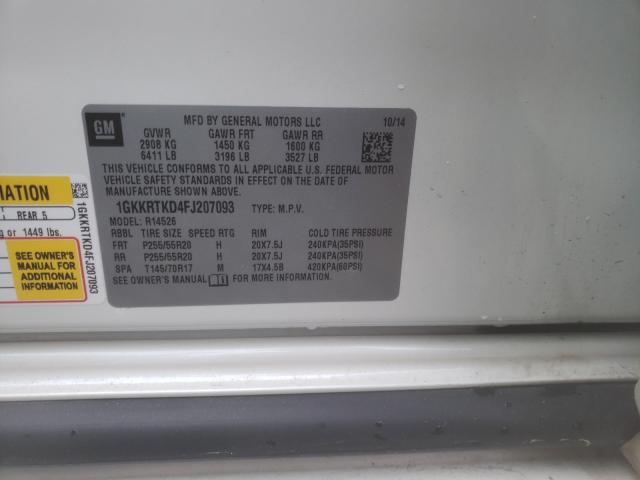 GM
MFD BY GENERAL MOTORS LLC 10/14
GVWR GAWR FRT GAWR RR
2908 KG 1450 KG 1600 KG
6411 LB 3196 LB 3527 LB
THIS VEHICLE CONFORMS TO ALL APPLICABLE U.S. FEDERAL MOTOR
VEHICLE SAFETY STANDARDS IN EFFECT ON THE DATE OF
MANUFACTURE SHOWN ABOVE.
1GKKRTKD4FJ207093 TYPE: M.P.V.
MODEL: R14526
RBBL TIRE SIZE SPEED RTG RIM COLD TIRE PRESSURE
FRT P255/55R20 H 20X7.5J 240KPA(35PSI)
RR P255/55R20 H 20X7.5J 240KPA(35PSI)
SPA T145/70R17 M 17X4.5B 420KPA(60PSI)
SEE OWNER'S MANUAL FOR MORE INFORMATION
REAR 5
or 1449 lbs.
SEE OWNER'S
MANUAL FOR
ADDITIONAL
INFORMATION
1GKKRTKD4FJ207093